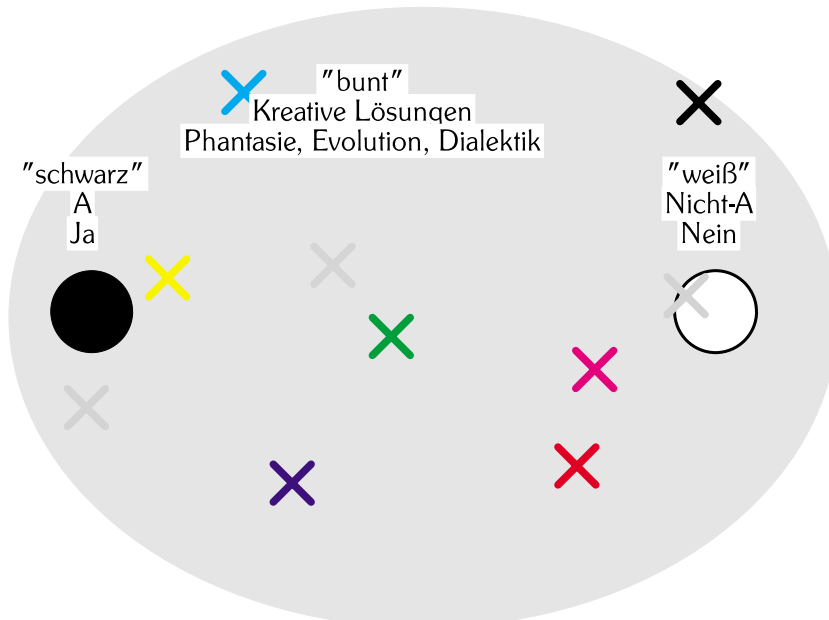 "bunt"
Kreative Lösungen
Phantasie, Evolution, Dialektik
"schwarz"
A
Ja
"weiß"
Nicht-A
Nein